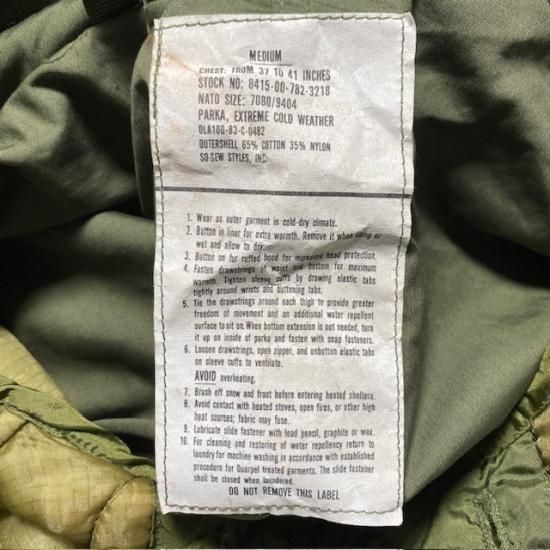 MEDIUM
CHEST: FROM 37 TO 41 INCHES
STOCK NO: 8415-00-782-3218
NATO SIZE: 7080/9404
PARKA, EXTREME COLD WEATHER
DLA100-83-C-0482
OUTERSHELL 65% COTTON 35% NYLON
SO-SEW STYLES, INC.
1. Wear as outer garment in cold-dry climate.
2. Button in liner for extra warmth. Remove it when damp or
wet and allow to dry.
3. Button on fur ruffed hood for increased head protection.
4. Fasten drawstrings at waist and bottom for maximum
warmth. Tighten sleeve cuffs by drawing elastic tabs
tightly around wrists and buttoning tabs.
5. Tie the drawstrings around each thigh to provide greater
freedom of movement and an additional water repellent
surface to sit on. When bottom extension is not needed, turn
it up on inside of parka and fasten with snap fasteners.
6. Loosen drawstrings, open zipper, and unbutton elastic tabs
on sleeve cuffs to ventilate.
AVOID overheating.
7. Brush off snow and frost before entering heated shelters.
8. Avoid contact with heated stoves, open fires, or other high
heat sources; fabric may fuse.
9. Lubricate slide fastener with lead pencil, graphite or wax.
10. For cleaning and restoring of water repellency return to
laundry for machine washing in accordance with established
procedure for Quarpel treated garments. The slide fastener
shall be closed when laundered.
DO NOT REMOVE THIS LABEL